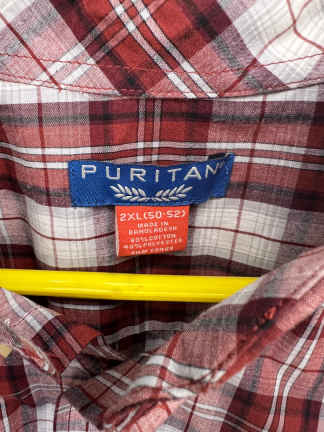 PURITAN
2XL(50-52)
MADE IN
BANGLADESH
60%COTTON
40%POLYESTER